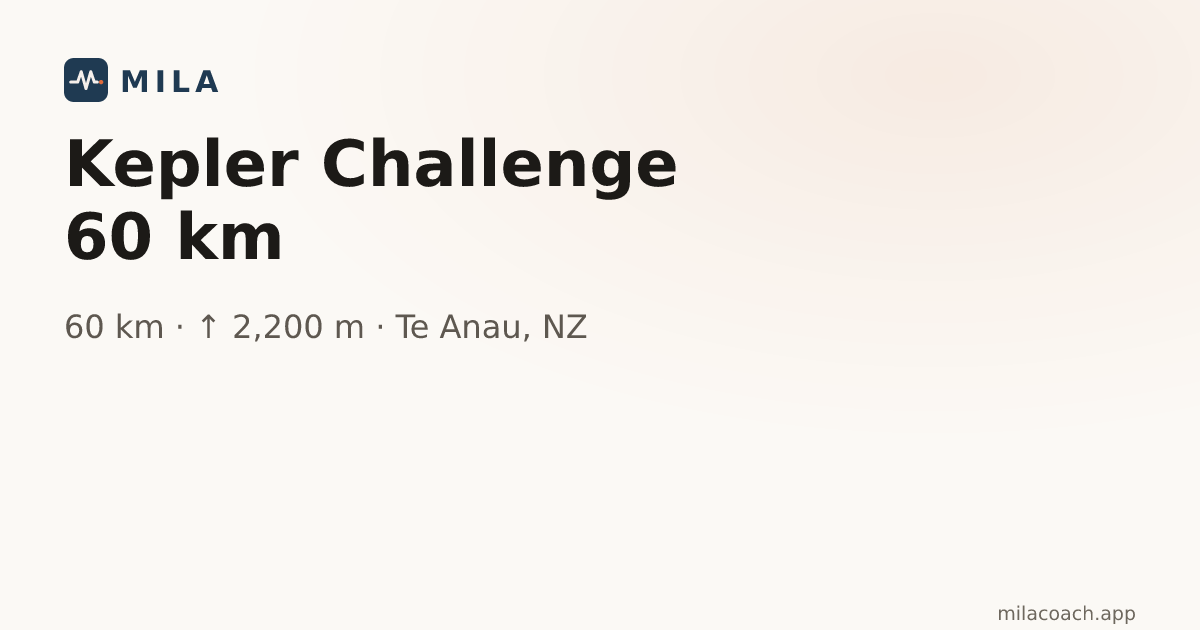 MILA
Kepler Challenge
60 km
60 km · ↑ 2,200 m · Te Anau, NZ
milacoach.app